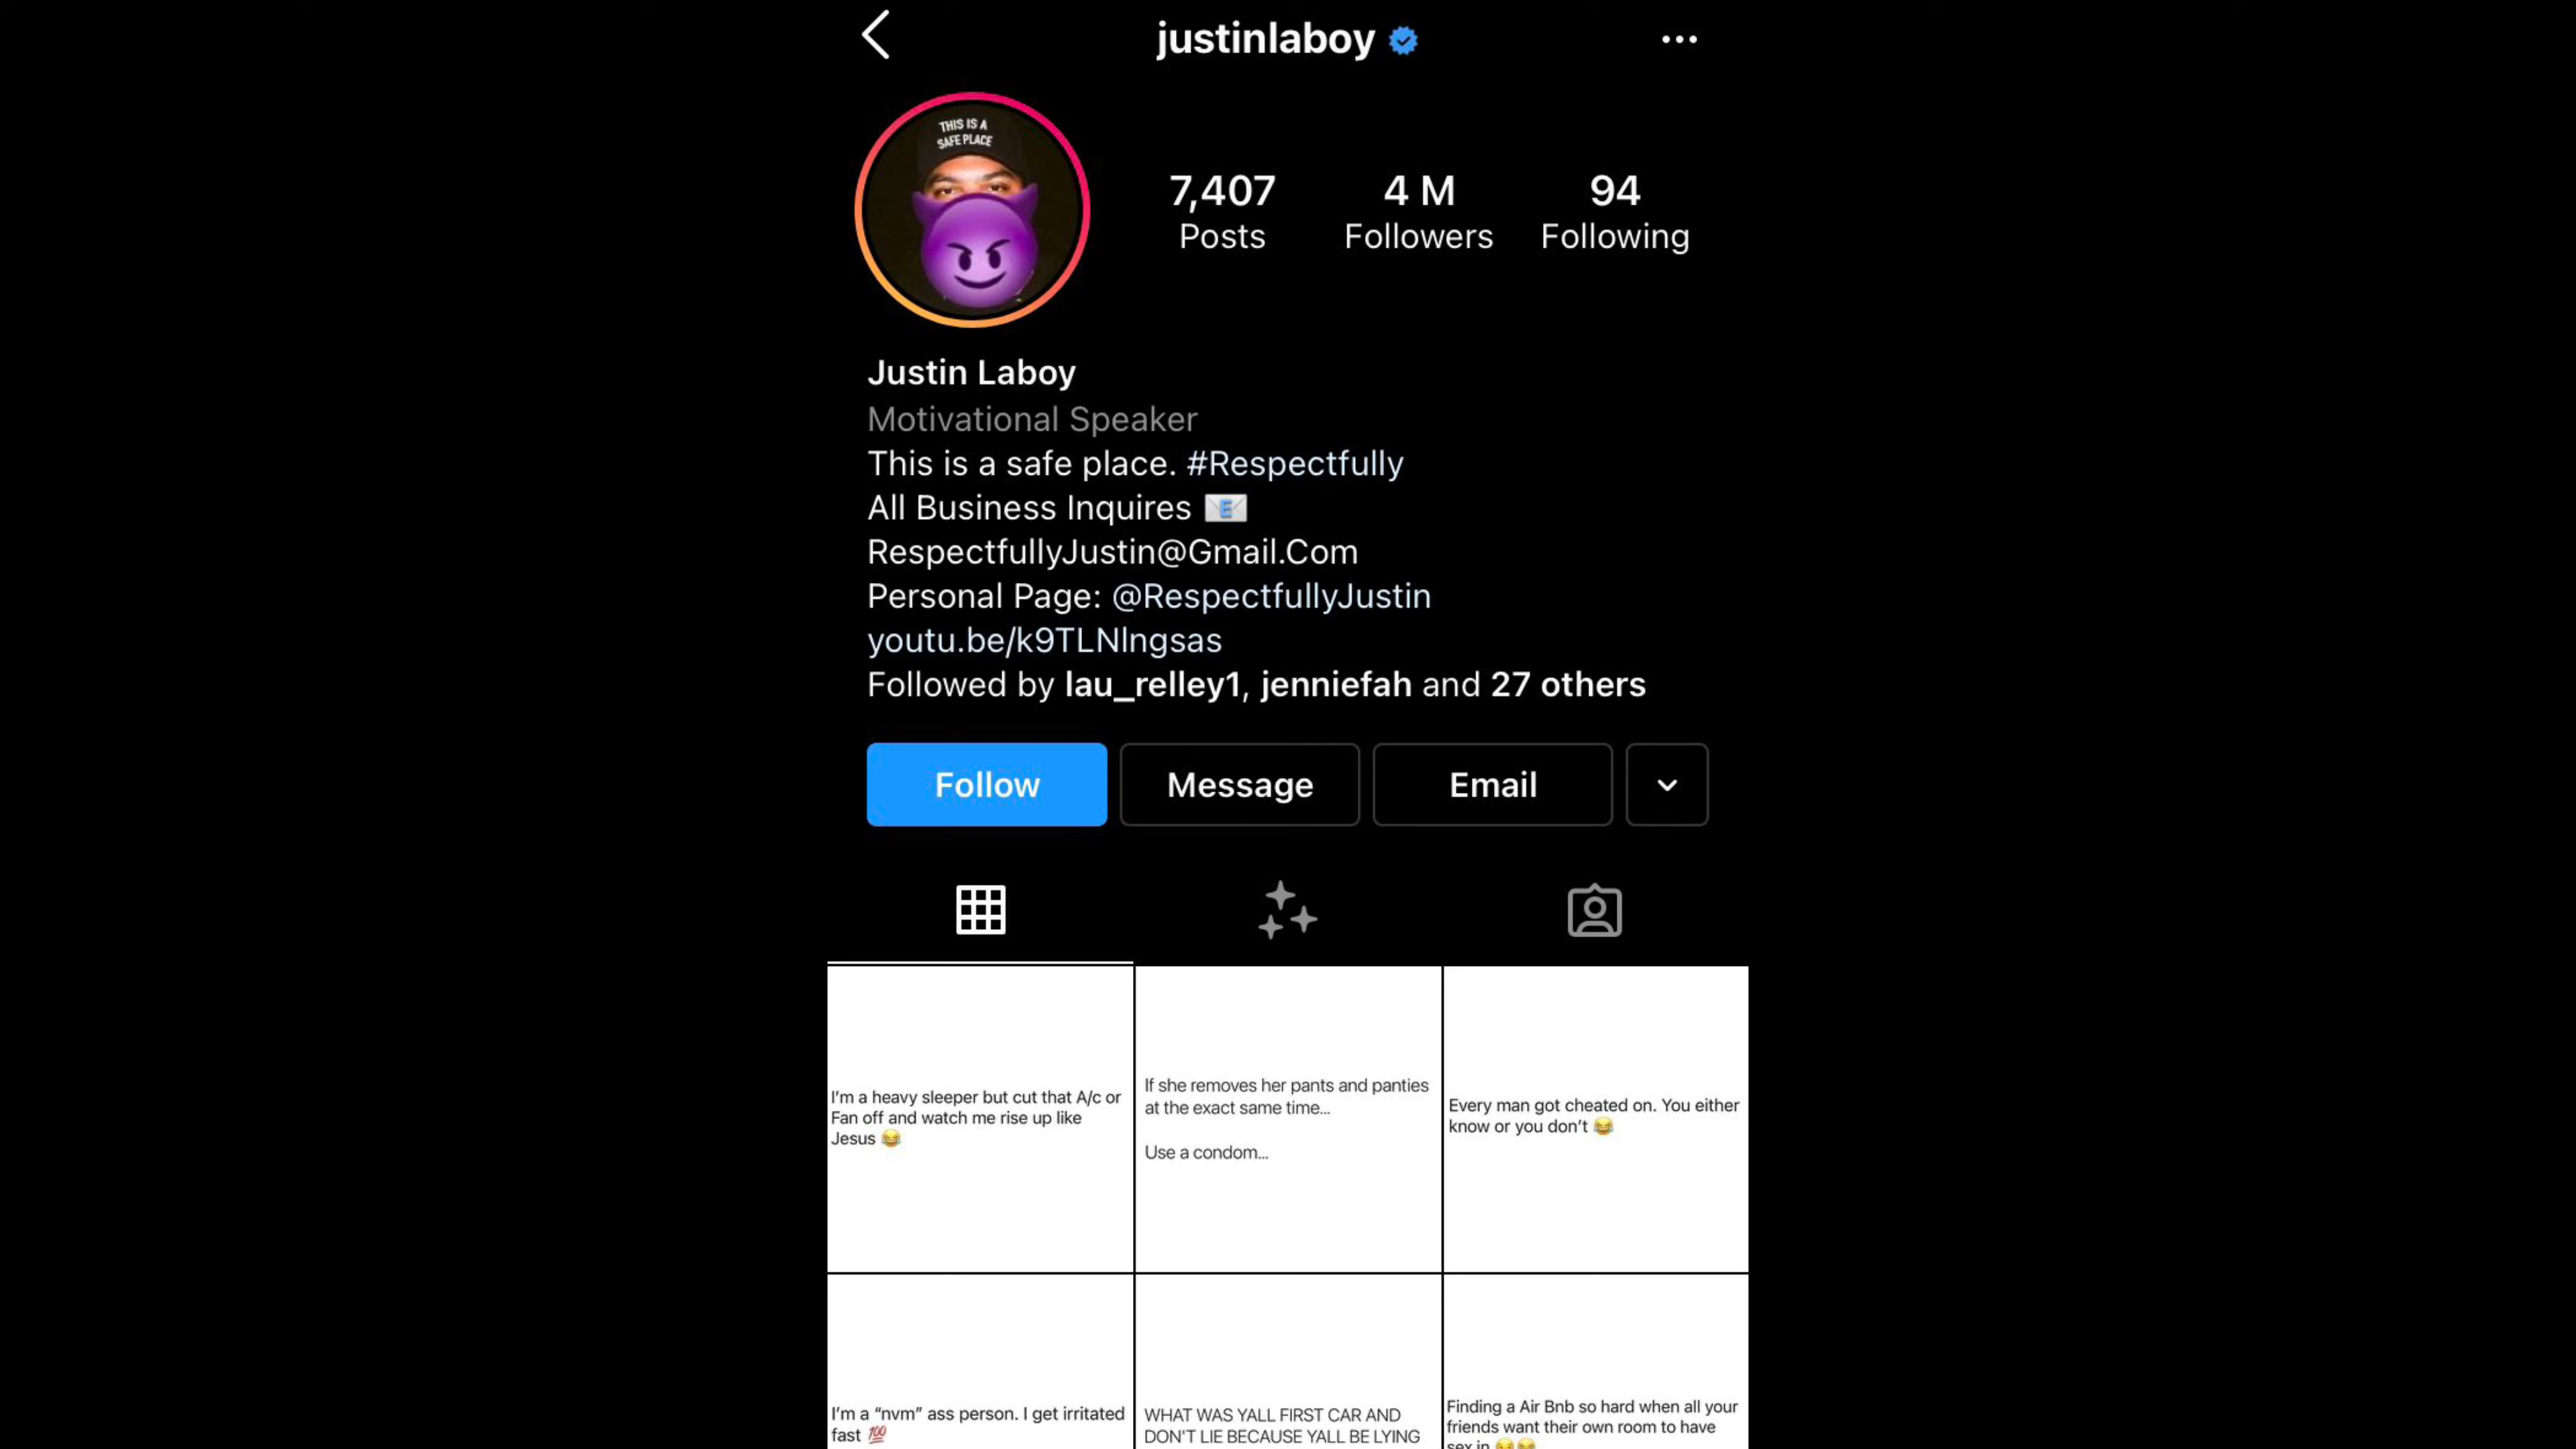 justinlaboy
THIS IS A
SAFE PLACE
7,407
Posts
4 M
Followers
94
Following
Justin Laboy
Motivational Speaker
This is a safe place. #Respectfully
All Business Inquires 📧
RespectfullyJustin@Gmail.Com
Personal Page: @RespectfullyJustin
youtu.be/k9TLNlngsas
Followed by lau_relley1, jenniefah and 27 others
Follow
Message
Email
I'm a heavy sleeper but cut that A/c or
Fan off and watch me rise up like
Jesus 😂
If she removes her pants and panties
at the exact same time...
Use a condom...
Every man got cheated on. You either
know or you don't 😂
I'm a "nvm" ass person. I get irritated
fast 💯
WHAT WAS YALL FIRST CAR AND
DON'T LIE BECAUSE YALL BE LYING
Finding a Air Bnb so hard when all your
friends want their own room to have
sex in 😂😂